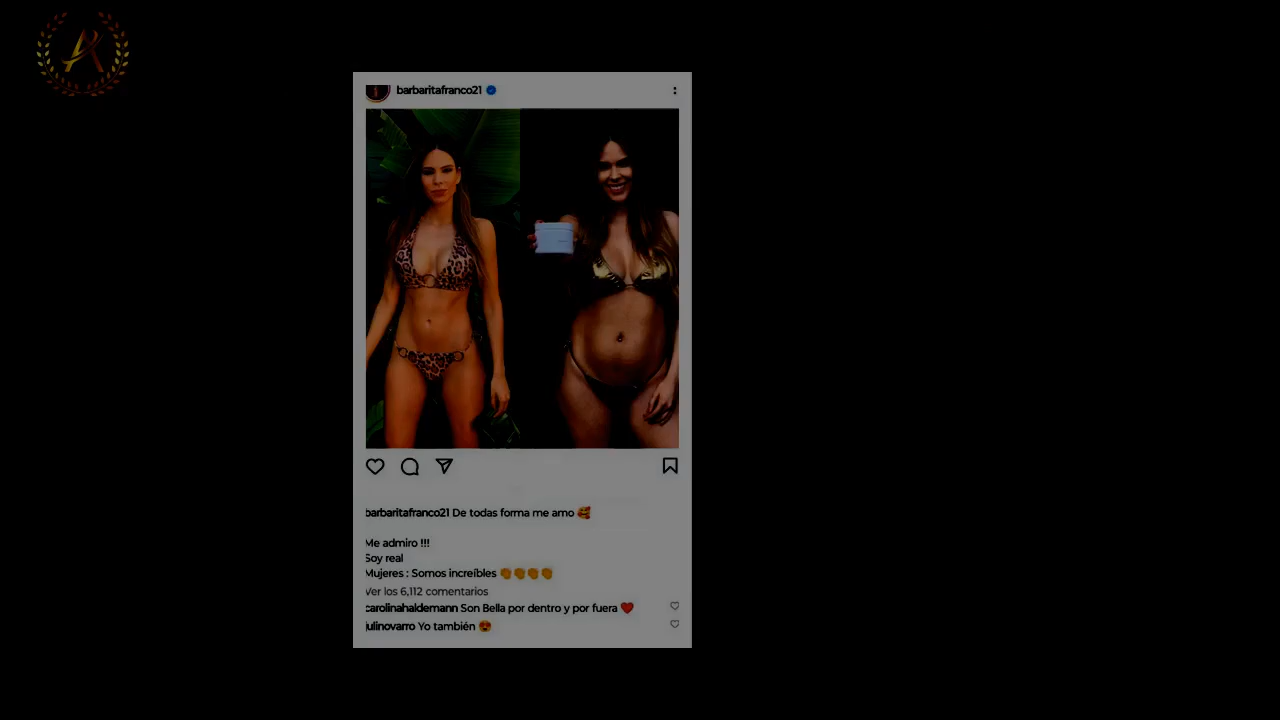 barbaritafranco21
barbaritafranco21 De todas forma me amo 🥰
Me admiro !!!
Soy real
Mujeres : Somos increíbles 👏👏👏👏
Ver los 6,112 comentarios
carolinahaldemann Son Bella por dentro y por fuera ❤️
julinovarro Yo también 😍